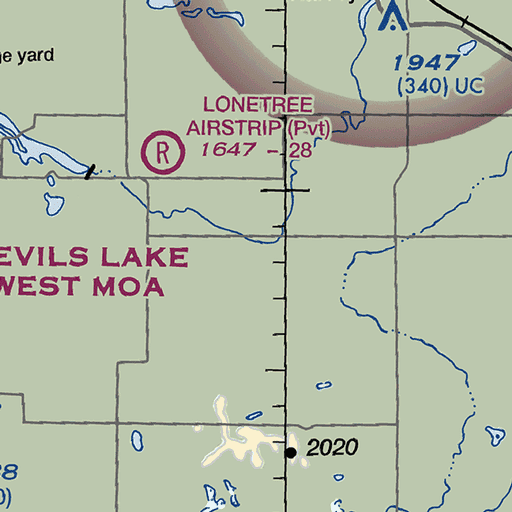 ge yard
1947
(340) UC
LONETREE
AIRSTRIP (Pvt)
1647 - 28
R
EVILS LAKE
WEST MOA
2020